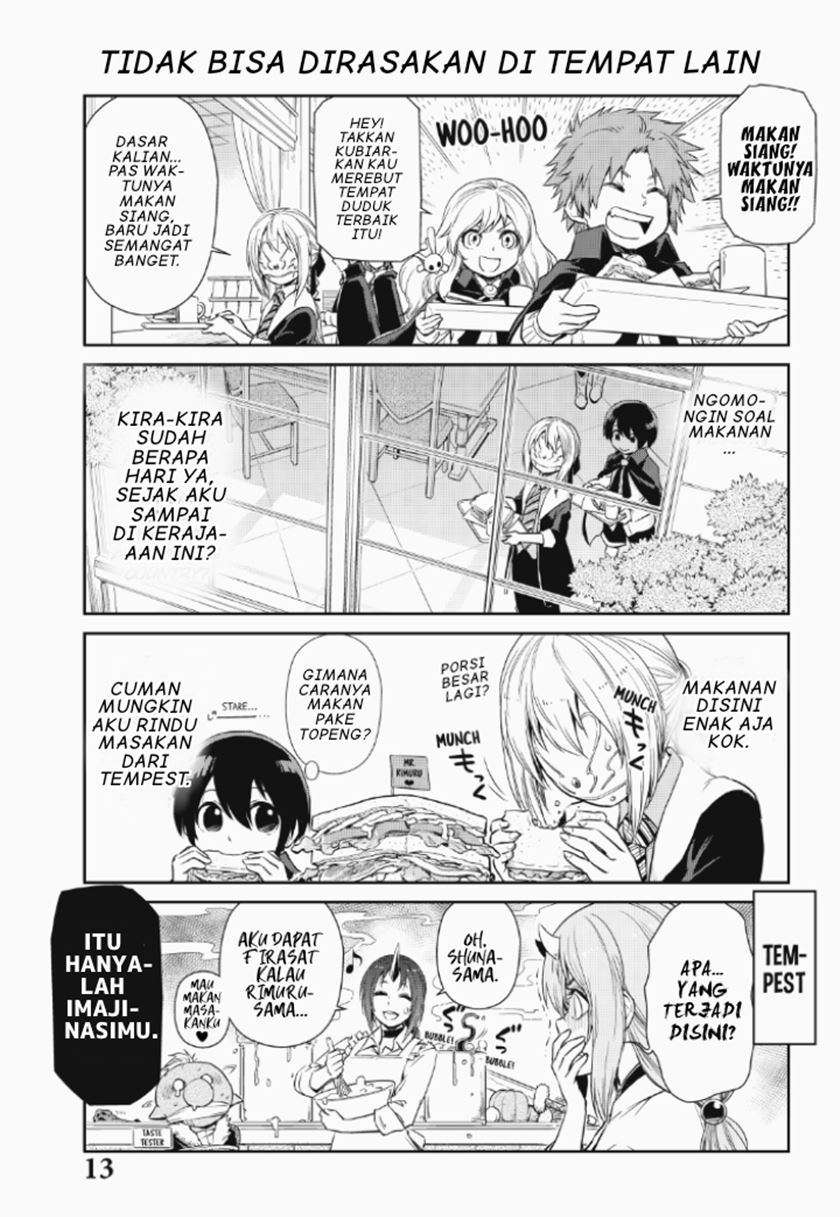 TIDAK BISA DIRASAKAN DI TEMPAT LAIN
MAKAN
SIANG!
WAKTUNYA
MAKAN
SIANG!!
WOO-HOO
HEY!
TAKKAN
KUBIAR-
KAN KAU
MEREBUT
TEMPAT
DUDUK
TERBAIK
ITU!
DASAR
KALIAN...
PAS WAK-
TUNYA
MAKAN
SIANG,
BARU JADI
SEMANGAT
BANGET.
NGOMO-
NGIN SOAL
MAKANAN
...
KIRA-KIRA
SUDAH
BERAPA
HARI YA,
SEJAK AKU
SAMPAI
DI KERAJA-
AAN INI?
COUNTRY?
MAKANAN
DISINI
ENAK AJA
KOK.
MUNCH
もっ
PORSI
BESAR
LAGI?
MUNCH
もっ
GIMANA
CARANYA
MAKAN
PAKE
TOPENG?
MR.
RIMURU
♥
STARE...
CUMAN
MUNGKIN
AKU RINDU
MASAKAN
DARI
TEMPEST.
TEM-
PEST
APA...
YANG
TERJADI
DISINI?
OH,
SHUNA-
SAMA.
BUBBLE!
BUBBLE!
AKU DAPAT
FIRASAT
KALAU
RIMURU-
SAMA...
♪
MAU
MAKAN
MASA-
KANKU
♥
TASTE
TESTER
ITU
HANYA-
LAH
IMAJI-
NASIMU.
13